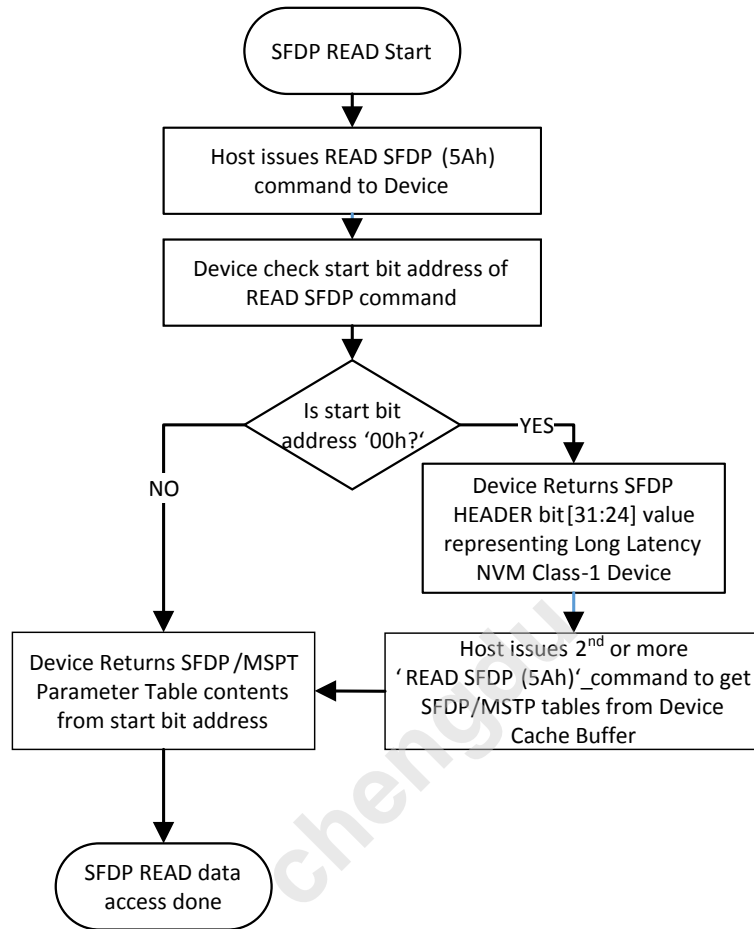 SFDP READ Start
Host issues READ SFDP (5Ah)
command to Device
Device check start bit address of
READ SFDP command
Is start bit
address ‘00h?‘
YES
NO
Device Returns SFDP
HEADER bit[31:24] value
representing Long Latency
NVM Class-1 Device
Host issues 2nd or more
‘READ SFDP (5Ah)‘_command to get
SFDP/MSTP tables from Device
Cache Buffer
Device Returns SFDP/MSPT
Parameter Table contents
from start bit address
SFDP READ data
access done
chengdu